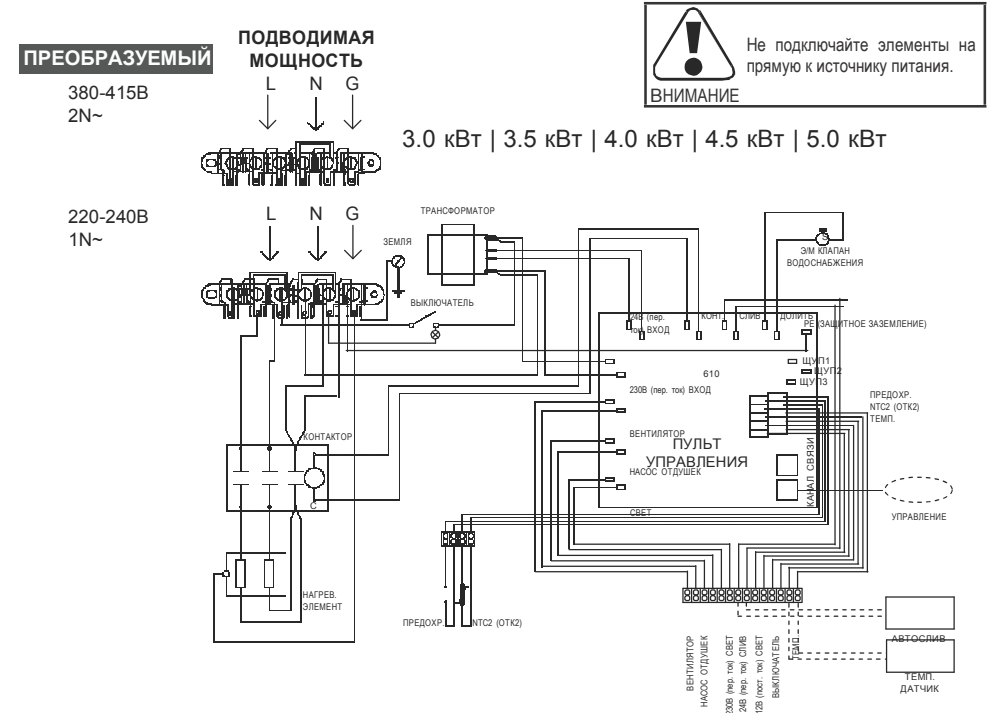 ПРЕОБРАЗУЕМЫЙ
ПОДВОДИМАЯ
МОЩНОСТЬ
L N G
380-415В
2N~
Не подключайте элементы на
прямую к источнику питания.
ВНИМАНИЕ
3.0 кВт | 3.5 кВт | 4.0 кВт | 4.5 кВт | 5.0 кВт
220-240В
1N~
L N G
ТРАНСФОРМАТОР
ЗЕМЛЯ
S
Э/М КЛАПАН
ВОДОСНАБЖЕНИЯ
ВЫКЛЮЧАТЕЛЬ
24В (пер.
ток) ВХОД
КОНТ.
СЛИВ
ДОЛИТЬ
PE (ЗАЩИТНОЕ ЗАЗЕМЛЕНИЕ)
ЩУП1
ЩУП2
ЩУП3
610
230В (пер. ток) ВХОД
ПРЕДОХР.
NTC2 (ОТК2)
ТЕМП.
ВЕНТИЛЯТОР
ПУЛЬТ
УПРАВЛЕНИЯ
НАСОС ОТДУШЕК
КАНАЛ СВЯЗИ
СВЕТ
УПРАВЛЕНИЕ
КОНТАКТОР
C
НАГРЕВ.
ЭЛЕМЕНТ
ПРЕДОХР.
NTC2 (ОТК2)
ВЕНТИЛЯТОР
НАСОС ОТДУШЕК
230В (пер. ток) СВЕТ
24В (пер. ток) СЛИВ
12В (пост. ток) СВЕТ
ВЫКЛЮЧАТЕЛЬ
ТЕМП.
АВТОСЛИВ
ТЕМП.
ДАТЧИК